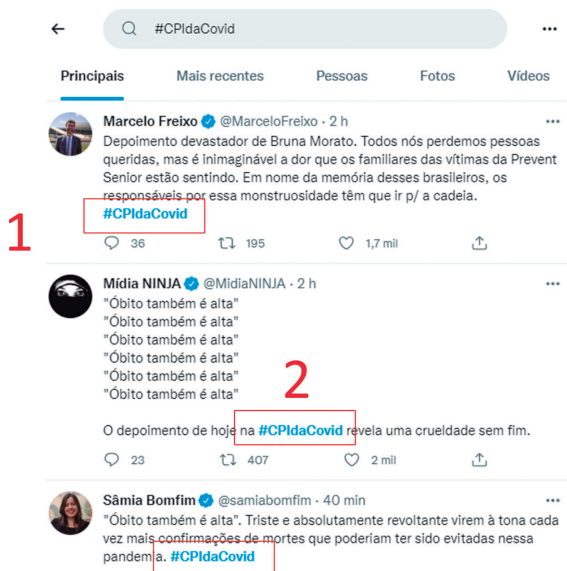 #CPIdaCovid
Principais Mais recentes Pessoas Fotos Vídeos
Marcelo Freixo @MarceloFreixo · 2 h
Depoimento devastador de Bruna Morato. Todos nós perdemos pessoas
queridas, mas é inimaginável a dor que os familiares das vítimas da Prevent
Senior estão sentindo. Em nome da memória desses brasileiros, os
responsáveis por essa monstruosidade têm que ir p/ a cadeia.
#CPIdaCovid
1
36 195 1,7 mil
Mídia NINJA @MidiaNINJA · 2 h
"Óbito também é alta"
"Óbito também é alta"
"Óbito também é alta"
"Óbito também é alta"
"Óbito também é alta"
"Óbito também é alta"
2
O depoimento de hoje na #CPIdaCovid revela uma crueldade sem fim.
23 407 2 mil
Sâmia Bomfim @samiabomfim · 40 min
"Óbito também é alta". Triste e absolutamente revoltante virem à tona cada
vez mais confirmações de mortes que poderiam ter sido evitadas nessa
pandemia. #CPIdaCovid